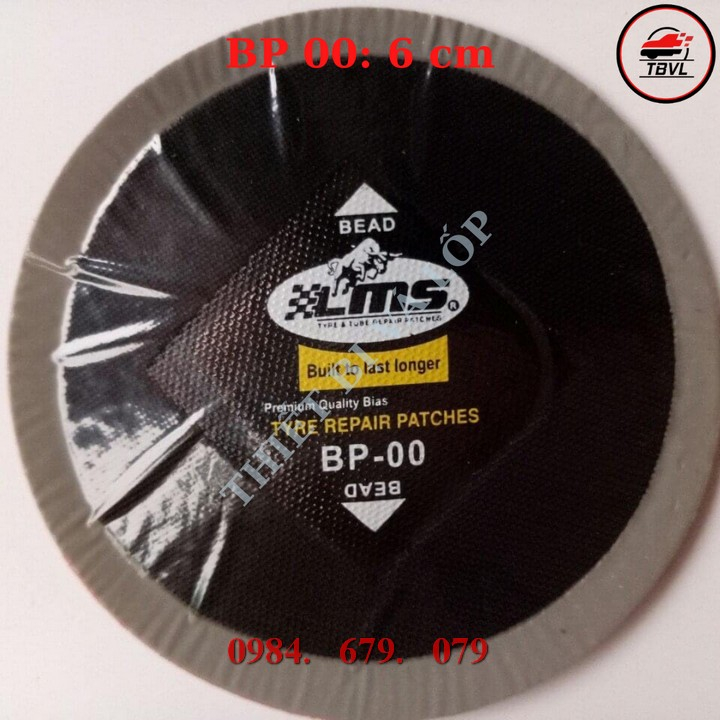 BP 00: 6 cm
TBVL
BEAD
LMS ®
TYRE & TUBE REPAIR PATCHES
Built to last longer
Premium Quality Bias
TYRE REPAIR PATCHES
BP-00
BEAD
0984. 679. 079